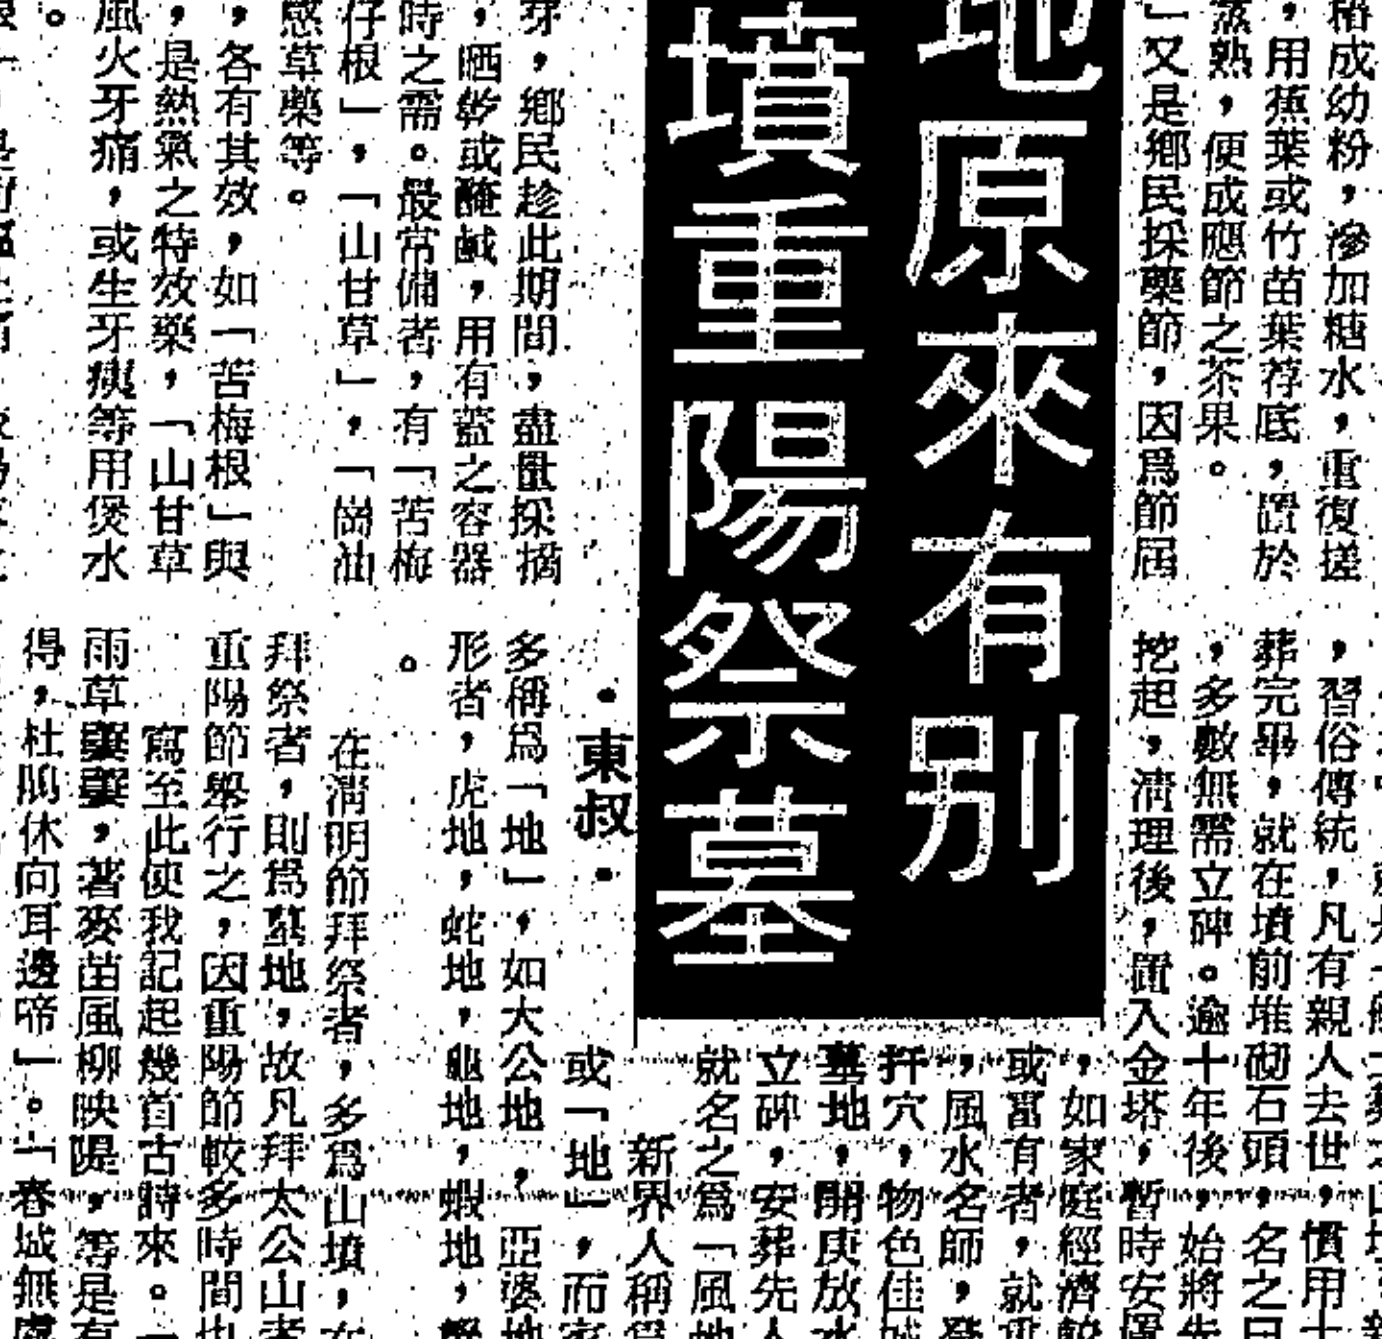 地原來有別
墳重陽祭墓
·東叔·
成幼粉，滲加糖水，重復搓
，用蕉葉或竹苗葉荐底，置於
蒸熟，便成應節之茶果。
」又是鄉民採藥節，因爲節屆
牙，鄉民趁此期間，盡量採摘
，晒乾或醃鹹，用有蓋之容器
時之需。最常備者，有「苦梅
仔根」，「山甘草」，「崗油
感草藥等。
，各有其效，如「苦梅根」與
，是熱氣之特效藥，「山甘草
風火牙痛，或生牙痍等用煲水
。
，習俗傳統，凡有親人去世，慣用
葬完畢，就在墳前堆砌石頭，名之曰
，多數無需立碑。逾十年後，始將先
挖起，清理後，置入金塔，暫時安置
，如家庭經濟較
或富有者，就
，風水名師，
扦穴，物色佳城
墓地，開庚放水
立碑，安葬先人
就名之爲「風地
新界人稱爲
或「地」，而家
多稱爲「地」，如大公地，亞婆地
形者，虎地，蛇地，龜地，蝦地，
。
在清明節拜祭者，多爲山墳，在
拜祭者，則爲墓地，故凡拜太公山者
重陽節舉行之，因重陽節較多時間也
寫至此使我記起幾首古詩來。「
雨草萋萋，著麥苗風柳映隄，等是有
得，杜鵑休向耳邊啼」。「春城無處